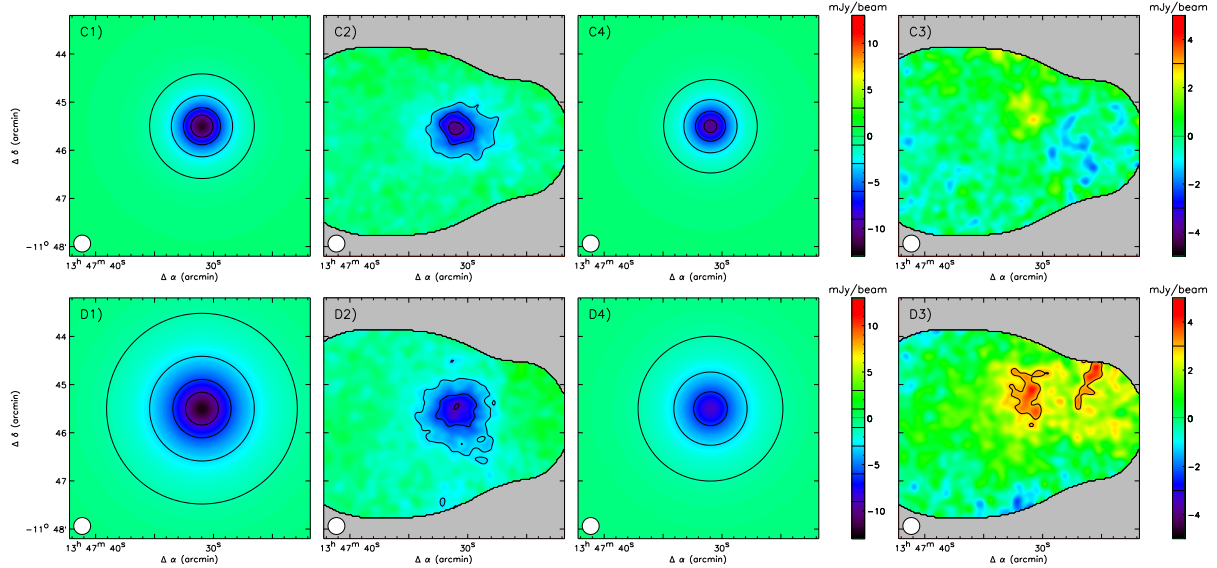 mJy/beam mJy/beam
C1) C2) C4) C3)
44 10 4
45 5 2
Δ δ (arcmin) 46 0 0
47 -5 -2
-11° 48' -10 -4
13ʰ 47ᵐ 40ˢ 30ˢ 13ʰ 47ᵐ 40ˢ 30ˢ 13ʰ 47ᵐ 40ˢ 30ˢ 13ʰ 47ᵐ 40ˢ 30ˢ
Δ α (arcmin) Δ α (arcmin) Δ α (arcmin) Δ α (arcmin)
mJy/beam mJy/beam
D1) D2) D4) D3)
44 10 4
45 5 2
Δ δ (arcmin) 46 0 0
47 -5 -2
-11° 48' -10 -4
13ʰ 47ᵐ 40ˢ 30ˢ 13ʰ 47ᵐ 40ˢ 30ˢ 13ʰ 47ᵐ 40ˢ 30ˢ 13ʰ 47ᵐ 40ˢ 30ˢ
Δ α (arcmin) Δ α (arcmin) Δ α (arcmin) Δ α (arcmin)